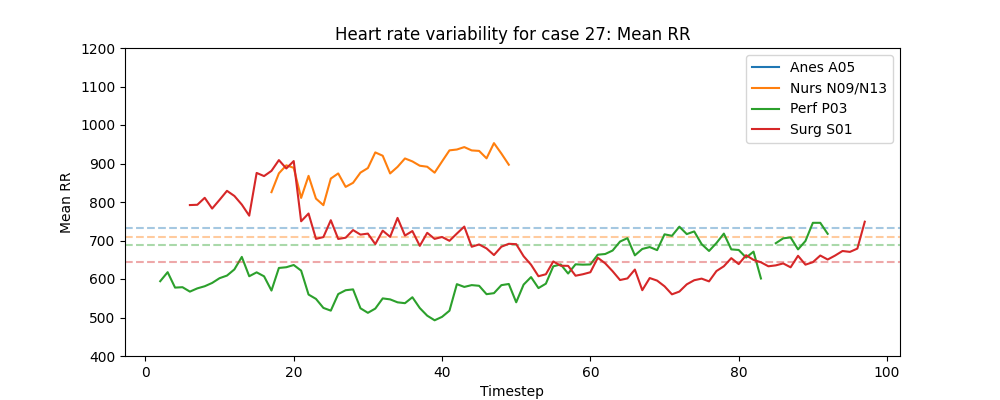 Heart rate variability for case 27: Mean RR
1200
1100
1000
900
800
700
600
500
400
Mean RR
Anes A05
Nurs N09/N13
Perf P03
Surg S01
0 20 40 60 80 100
Timestep